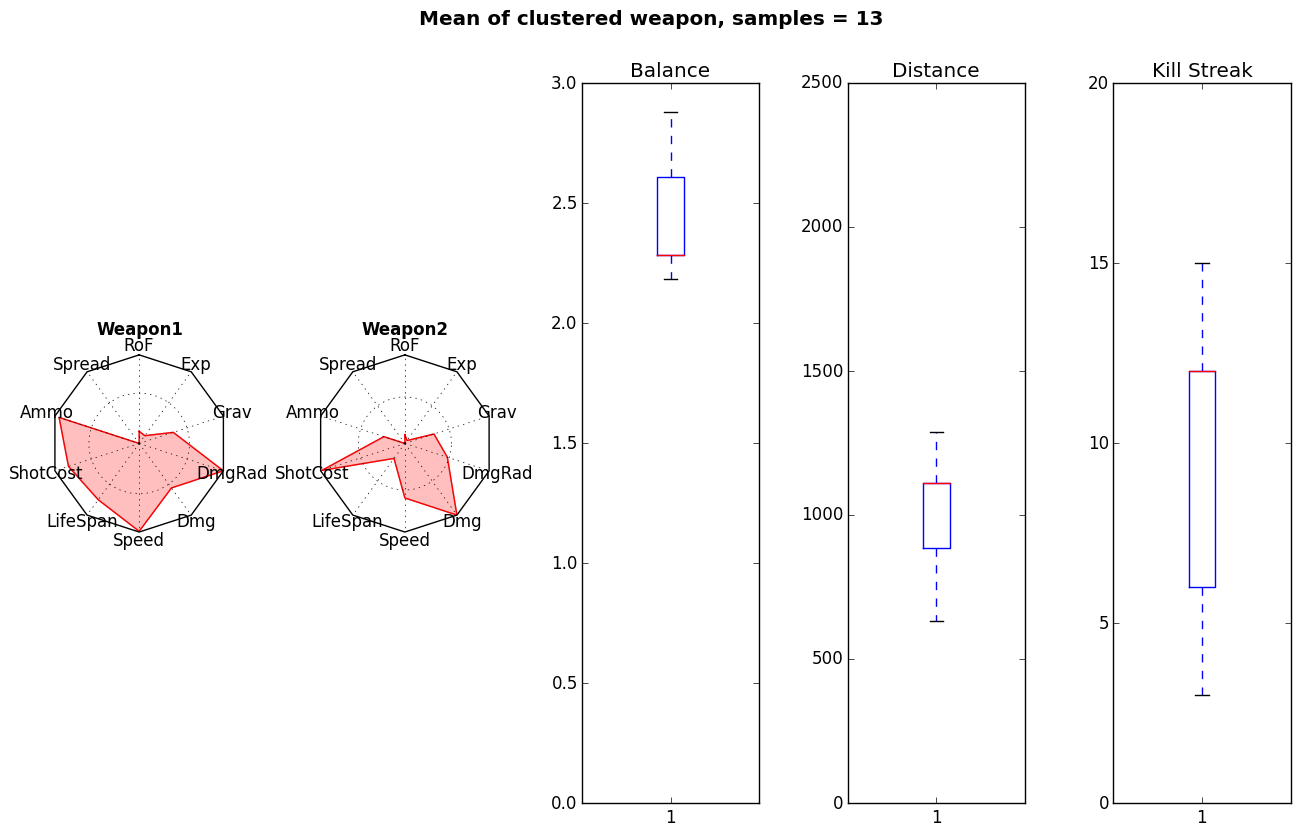 Mean of clustered weapon, samples = 13
Weapon1
RoF
Exp
Grav
DmgRad
Dmg
Speed
LifeSpan
ShotCost
Ammo
Spread
Weapon2
RoF
Exp
Grav
DmgRad
Dmg
Speed
LifeSpan
ShotCost
Ammo
Spread
Balance
3.0
2.5
2.0
1.5
1.0
0.5
0.0
1
Distance
2500
2000
1500
1000
500
0
1
Kill Streak
20
15
10
5
0
1